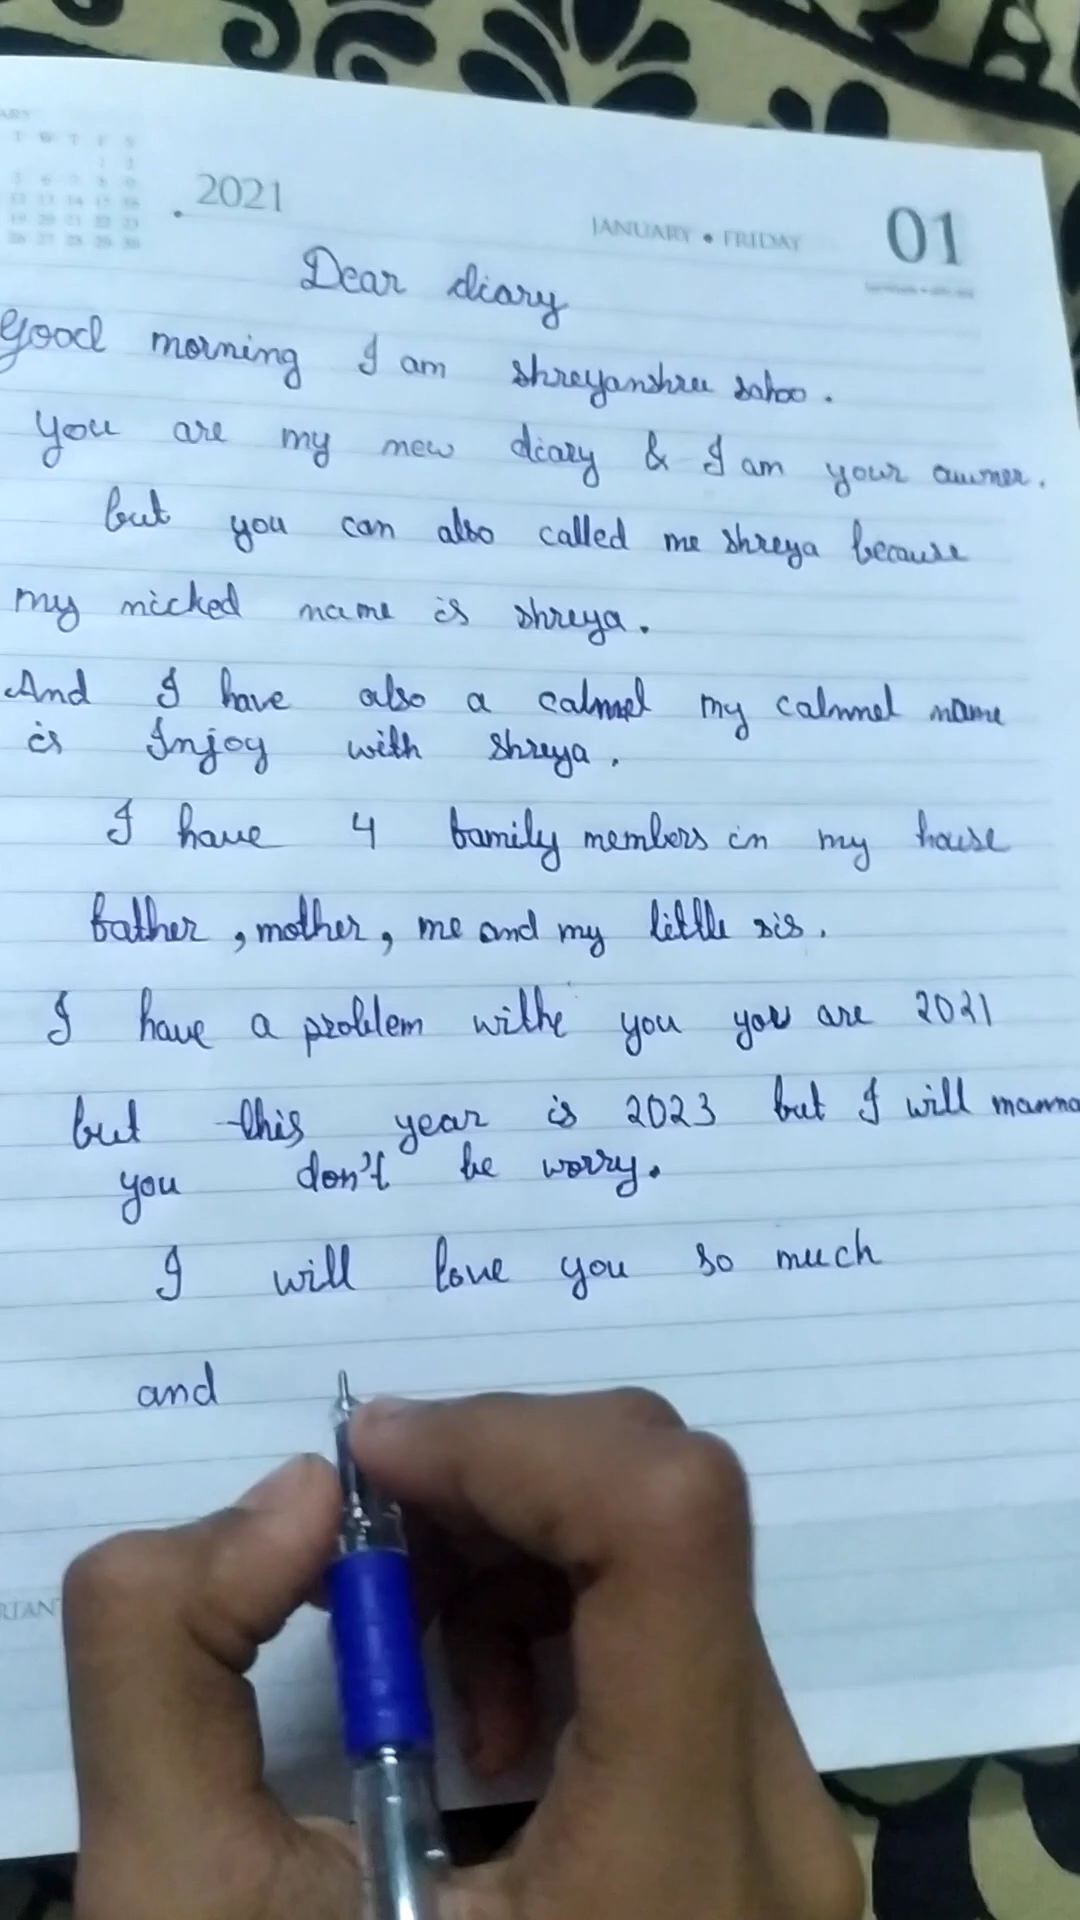 2021
JANUARY • FRIDAY
01
Dear diary
Good morning I am shreyanshree sahoo.
you are my new diary & I am your owner.
but you can also called me shreya because
my nicked name is shreya.
And I have also a calnnel my calnnel name
is Injoy with shreya.
I have 4 family members in my house
father, mother, me and my little sis.
I have a problem withe you you are 2021
but this year is 2023 but I will manna
you don't be worry.
I will love you so much
and